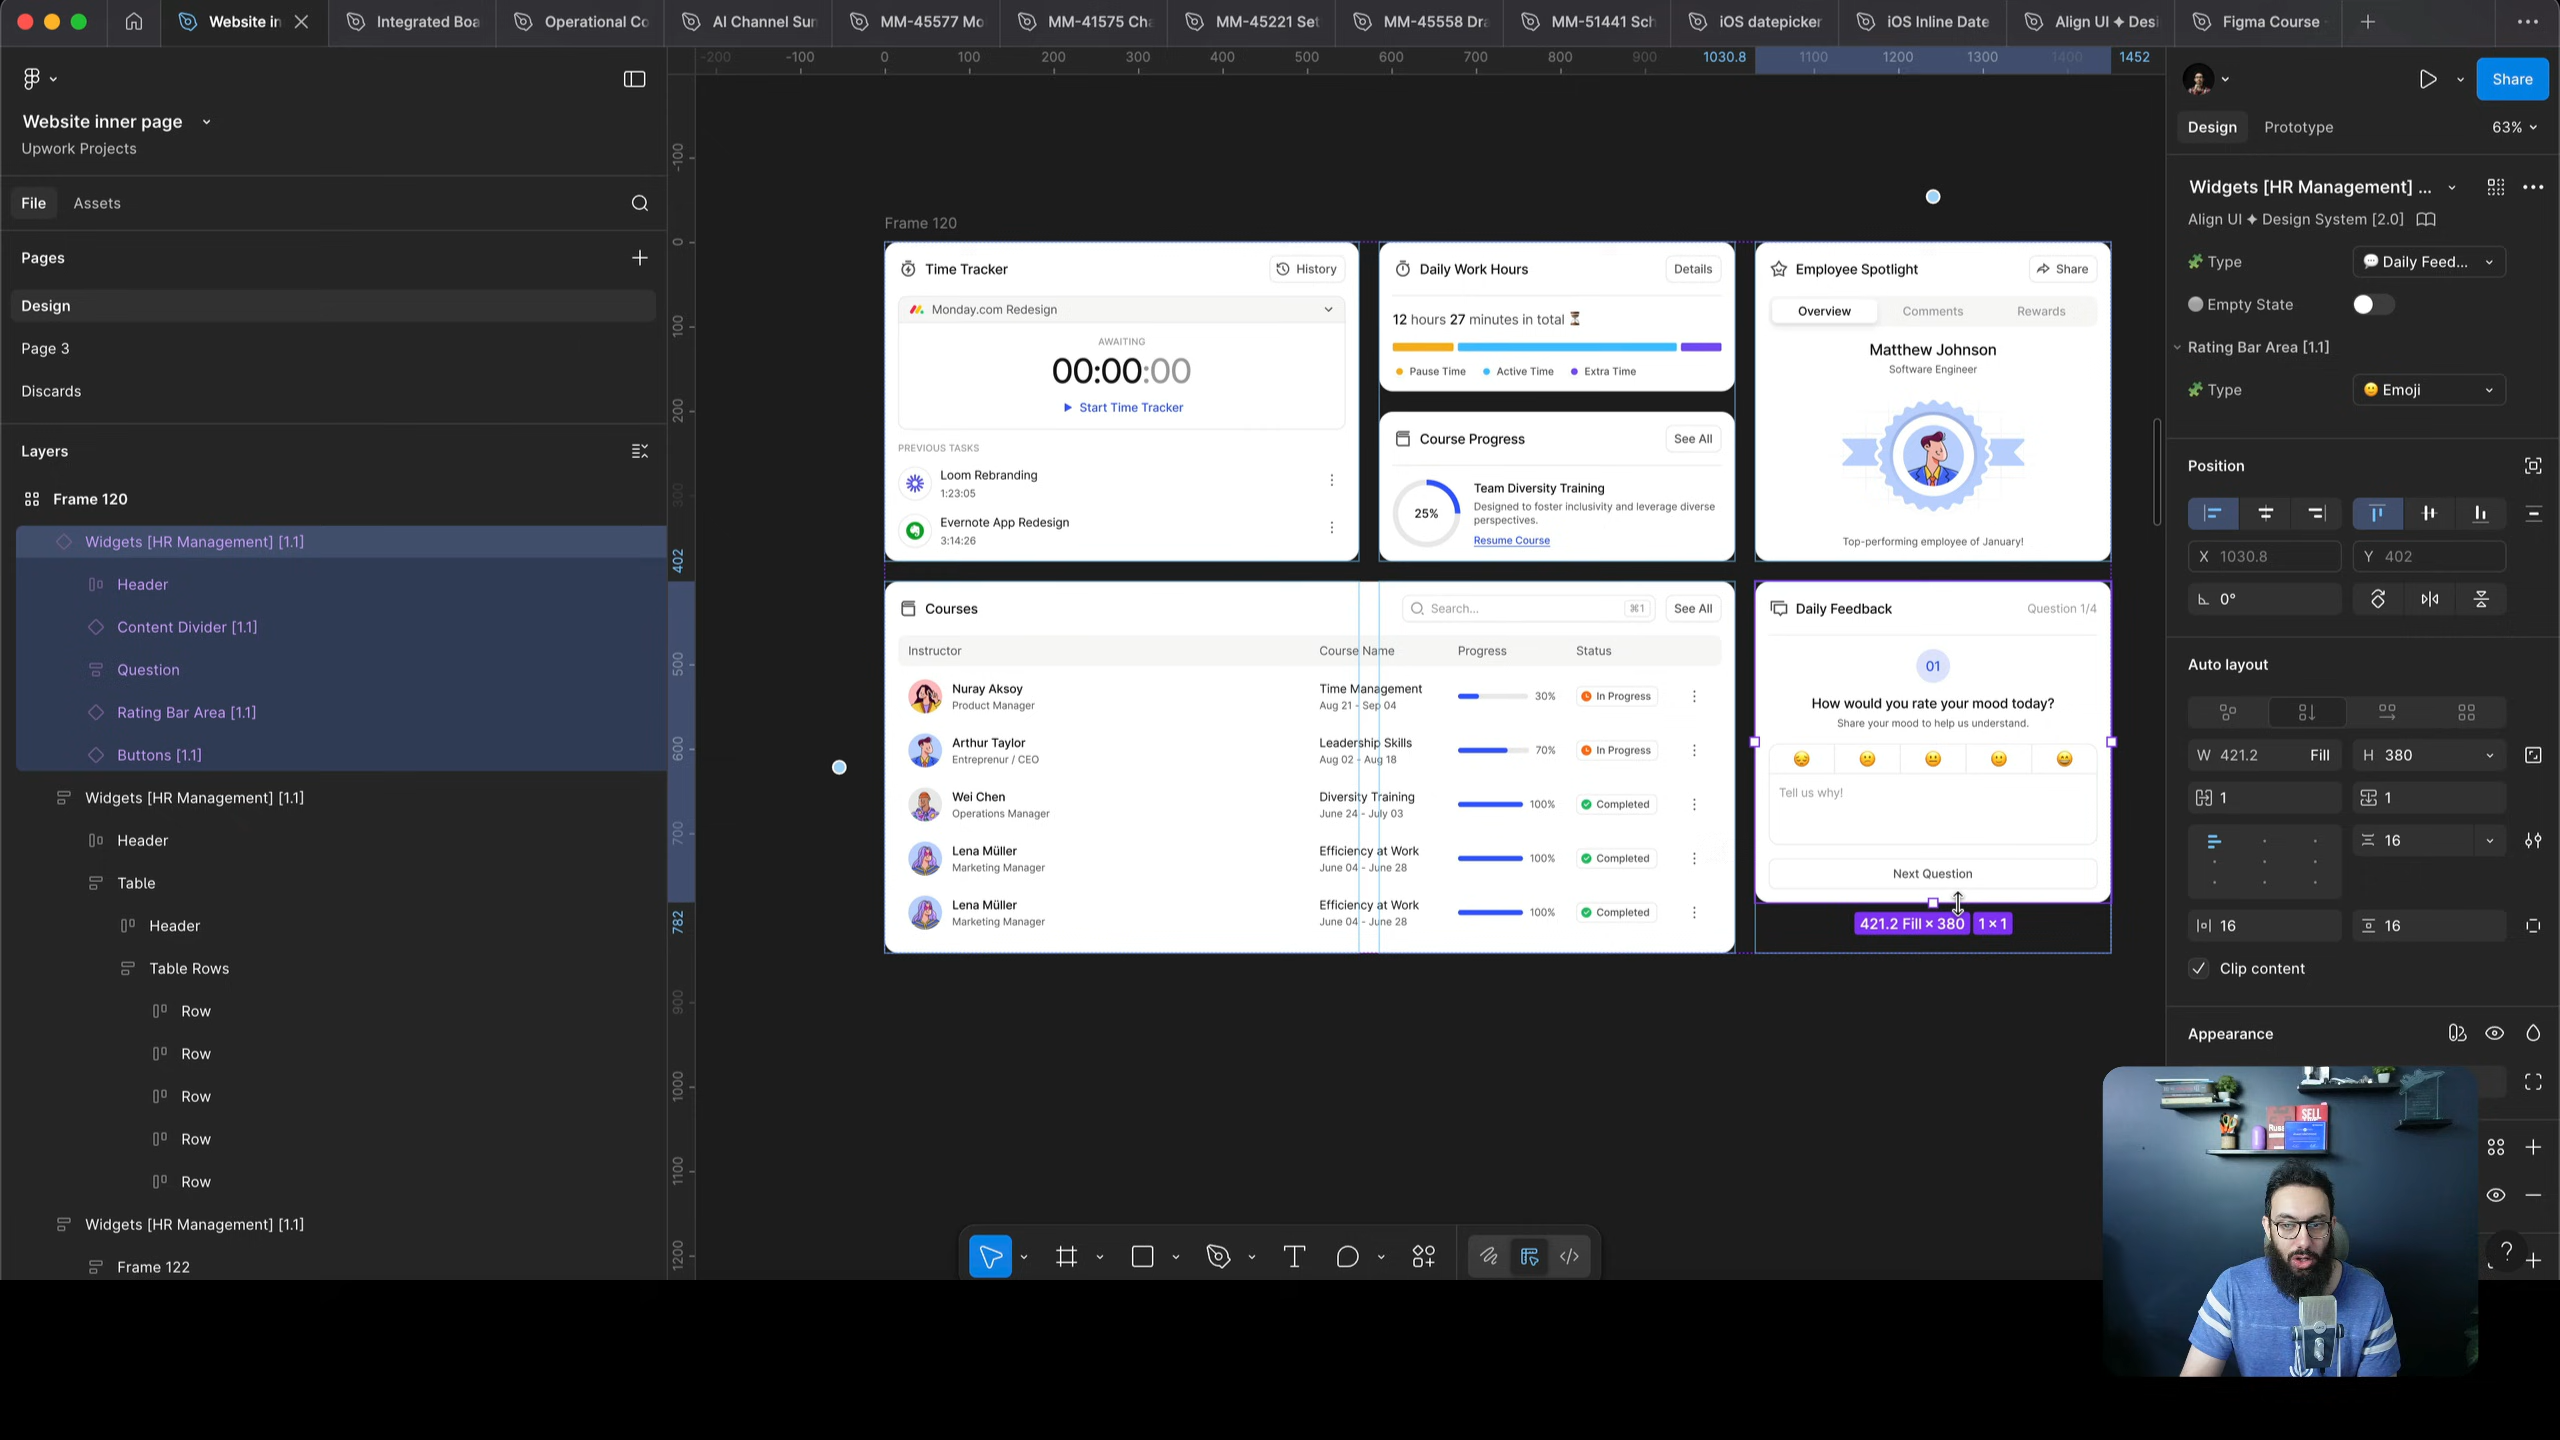 Website in
Integrated Boa
Operational Co
AI Channel Sur
MM-45577 Mo
MM-41575 Cha
MM-45221 Set
MM-45558 Dra
MM-51441 Sch
iOS datepicker
iOS Inline Date
Align UI ✦ Desi
Figma Course
Website inner page
Upwork Projects
File
Assets
Pages
Design
Page 3
Discards
Layers
Frame 120
Widgets [HR Management] [1.1]
Header
Content Divider [1.1]
Question
Rating Bar Area [1.1]
Buttons [1.1]
Widgets [HR Management] [1.1]
Header
Table
Header
Table Rows
Row
Row
Row
Row
Row
Widgets [HR Management] [1.1]
Frame 122
-200 -100 0 100 200 300 400 500 600 700 800 900 1030.8 1100 1200 1300 1400 1452
-100
0
100
200
300
402
500
600
700
782
900
1000
1100
1200
Frame 120
Time Tracker
History
Monday.com Redesign
AWAITING
00:00:00
Start Time Tracker
PREVIOUS TASKS
Loom Rebranding
1:23:05
Evernote App Redesign
3:14:26
Daily Work Hours
Details
12 hours 27 minutes in total ⏳
Pause Time
Active Time
Extra Time
Course Progress
See All
25%
Team Diversity Training
Designed to foster inclusivity and leverage diverse
perspectives.
Resume Course
Employee Spotlight
Share
Overview
Comments
Rewards
Matthew Johnson
Software Engineer
Top-performing employee of January!
Courses
Search...
⌘1
See All
Instructor
Course Name
Progress
Status
Nuray Aksoy
Product Manager
Time Management
Aug 21 - Sep 04
30%
In Progress
Arthur Taylor
Entreprenur / CEO
Leadership Skills
Aug 02 - Aug 18
70%
In Progress
Wei Chen
Operations Manager
Diversity Training
June 24 - July 03
100%
Completed
Lena Müller
Marketing Manager
Efficiency at Work
June 04 - June 28
100%
Completed
Lena Müller
Marketing Manager
Efficiency at Work
June 04 - June 28
100%
Completed
Daily Feedback
Question 1/4
01
How would you rate your mood today?
Share your mood to help us understand.
Tell us why!
Next Question
421.2 Fill × 380
1 × 1
Share
Design
Prototype
63%
Widgets [HR Management] ...
Align UI ✦ Design System [2.0]
Type
Daily Feed...
Empty State
Rating Bar Area [1.1]
Type
Emoji
Position
X 1030.8
Y 402
0°
Auto layout
W 421.2 Fill
H 380
1
1
16
16
16
Clip content
Appearance
SELL
?